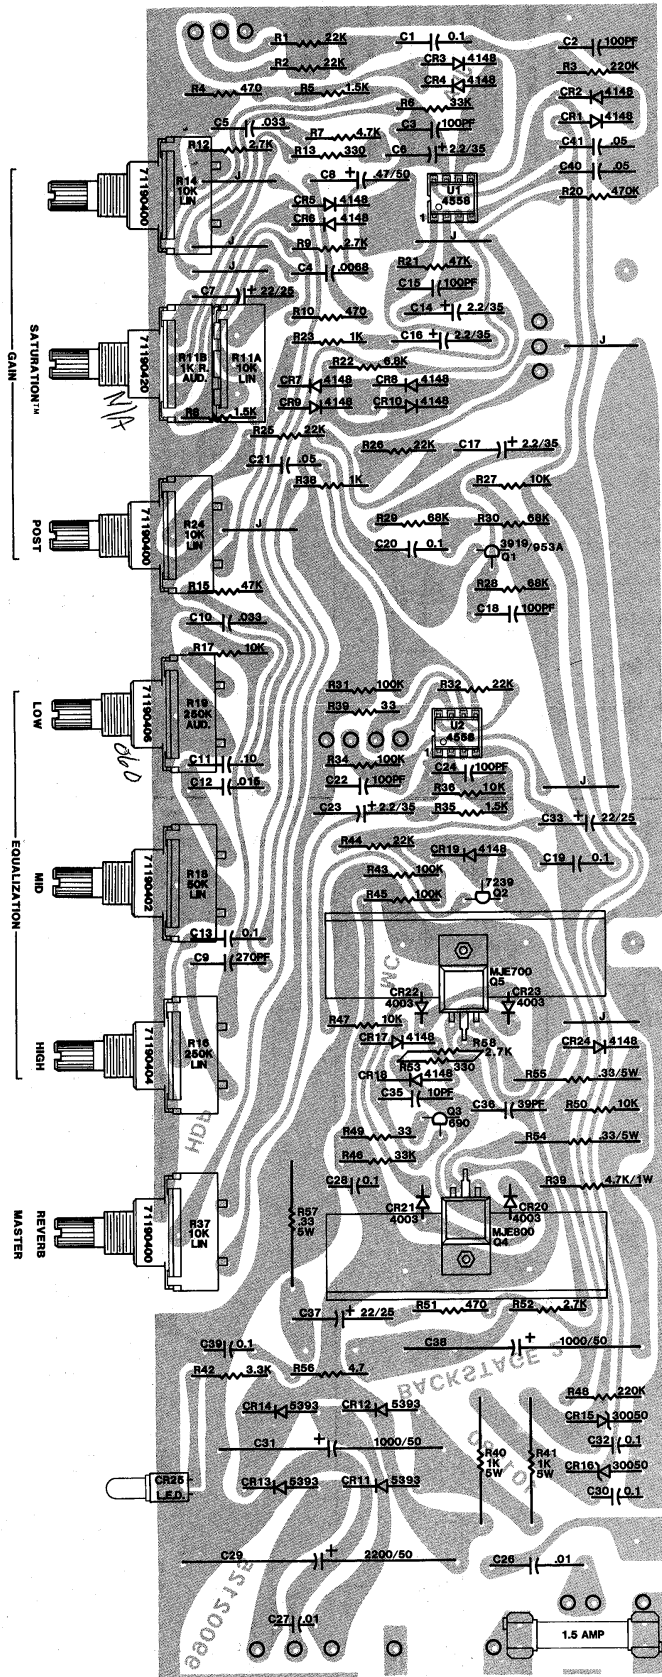 R1 22K
C1 0.1
C2 100PF
R2 22K
CR3 4148
R3 220K
CR4 4148
R4 470
R5 1.5K
CR2 4148
R6 33K
C5 .033
R7 4.7K
C3 100PF
CR1 4148
R12 2.7K
R13 330
C6 + 2.2/35
C41 .05
C8 + .47/50
C40 .05
R14
10K
LIN
71190400
J
U1
4558
1
CR5 4148
R20 470K
CR6 4148
J
R9 2.7K
J
J
C4 .0068
R21 47K
C15 100PF
C7 + 22/25
R10 470
C14 + 2.2/35
R23 1K
C16 + 2.2/35
J
SATURATION™
GAIN
71190420
N/A
R11B
1K R.
AUD.
R11A
10K
LIN
R22 6.8K
CR7 4148
CR8 4148
CR9 4148
CR10 4148
R8 1.5K
R25 22K
R26 22K
C17 + 2.2/35
C21 .05
R38 1K
R27 10K
POST
71190400
R24
10K
LIN
J
R29 68K
R30 68K
C20 0.1
3919/953A
Q1
R15 47K
R28 68K
C18 100PF
C10 .033
R17 10K
LOW
71190406
060
R19
250K
AUD.
R31 100K
R32 22K
R39 33
U2
4558
1
R34 100K
C11 .10
C24 100PF
C12 .015
C22 100PF
R36 10K
J
C23 + 2.2/35
R35 1.5K
C33 + 22/25
EQUALIZATION
MID
71190402
R18
50K
LIN
R44 22K
CR19 4148
C19 0.1
R43 100K
R45 100K
7239
Q2
C13 0.1
C9 270PF
MJE700
Q5
MC
CR22
4003
CR23
4003
HIGH
71190404
R16
250K
LIN
R47 10K
J
CR17 4148
R58
2.7K
CR24 4148
R53 330
CR18 4148
R55 .33/5W
C35 10PF
C36 39PF
R50 10K
HDP
Q3
690
R49 33
R54 .33/5W
R46 33K
C28 0.1
R39 4.7K/1W
REVERB
MASTER
71190400
R37
10K
LIN
R57
.33
5W
CR21
4003
CR20
4003
MJE800
Q4
C37 + 22/25
R51 470
R52 2.7K
C39 0.1
C38 + 1000/50
R42 3.3K
R56 4.7
BACKSTAGE
R48 220K
CR14 5393
CR12 5393
CR15 30050
C31 + 1000/50
R40
1K
5W
R41
1K
5W
C32 0.1
CR16 30050
CR25
L.E.D.
CR13 5393
CR11 5393
C30 0.1
C29 + 2200/50
C26 .01
C27 .01
1.5 AMP